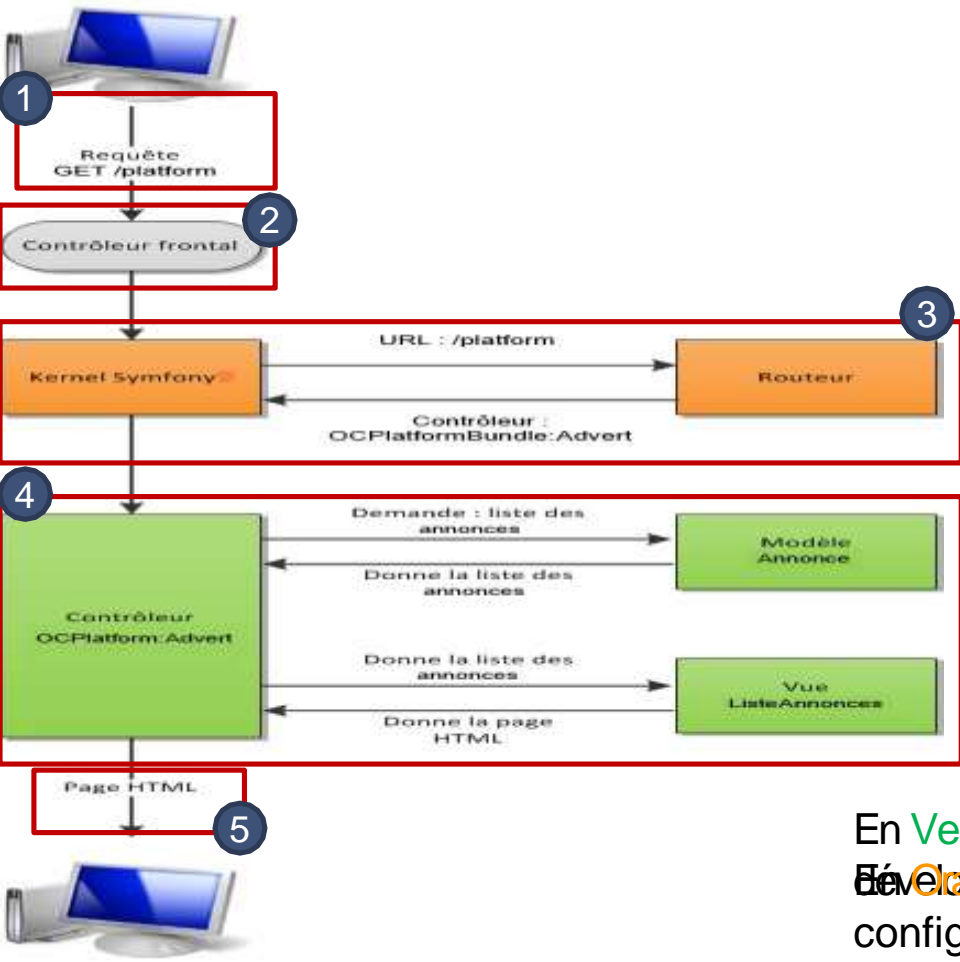 1
Requête
GET /platform
2
Contrôleur frontal
3
URL : /platform
Kernel Symfony
Routeur
Contrôleur :
OCPlatformBundle:Advert
4
Demande : liste des
annonces
Modèle
Annonce
Donne la liste des
annonces
Contrôleur
OCPlatform:Advert
Donne la liste des
annonces
Vue
ListeAnnonces
Donne la page
HTML
Page HTML
5
En Ve
config